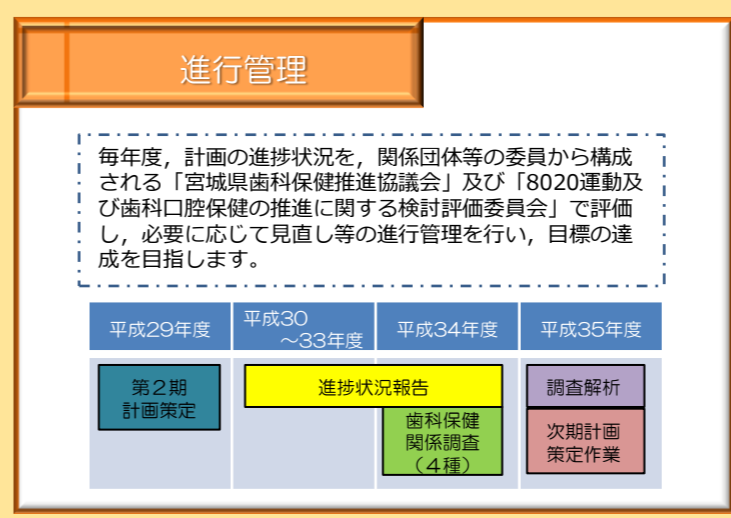 進行管理
毎年度，計画の進捗状況を，関係団体等の委員から構成
される「宮城県歯科保健推進協議会」及び「8020運動及
び歯科口腔保健の推進に関する検討評価委員会」で評価
し，必要に応じて見直し等の進行管理を行い，目標の達
成を目指します。
平成29年度
平成30
～33年度
平成34年度
平成35年度
第２期
計画策定
進捗状況報告
歯科保健
関係調査
（４種）
調査解析
次期計画
策定作業